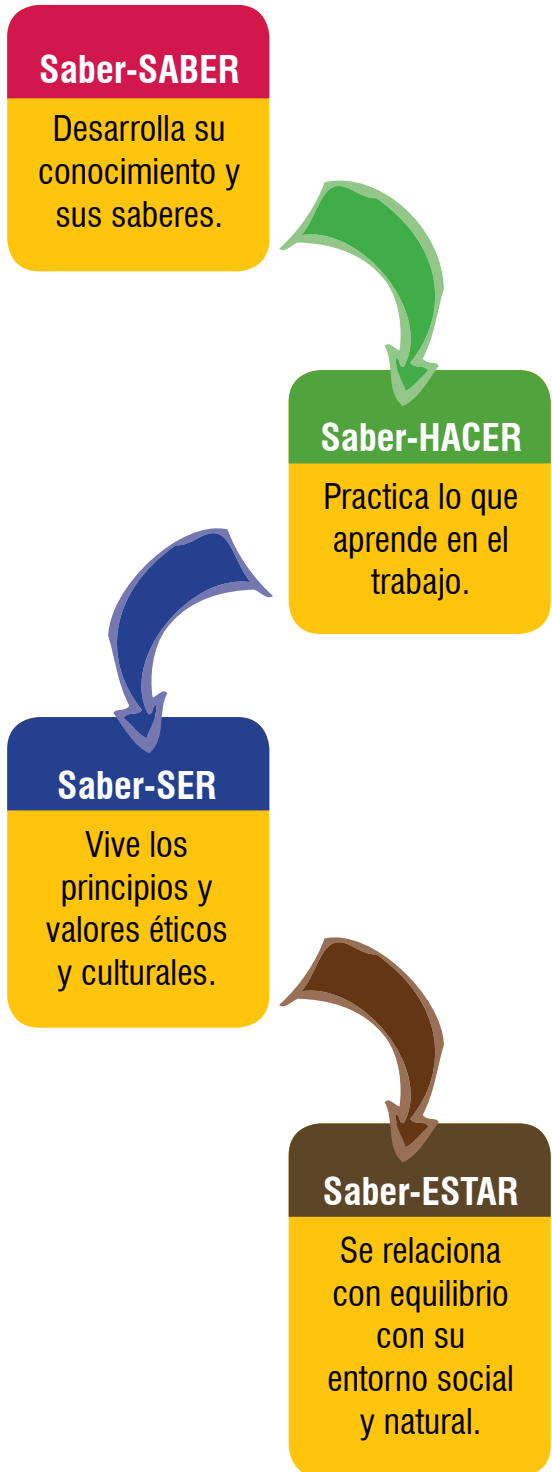 Saber-SABER
Desarrolla su
conocimiento y
sus saberes.
Saber-HACER
Practica lo que
aprende en el
trabajo.
Saber-SER
Vive los
principios y
valores éticos
y culturales.
Saber-ESTAR
Se relaciona
con equilibrio
con su
entorno social
y natural.